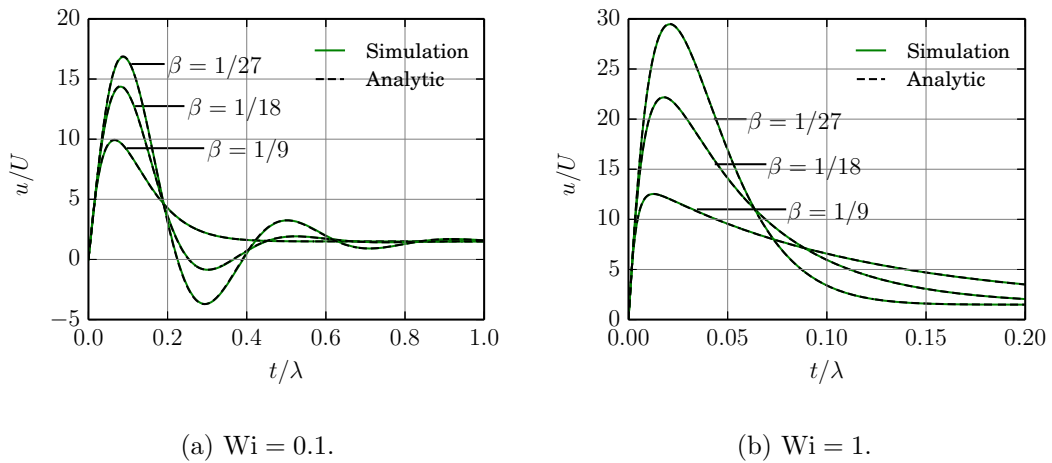 20
15
10
5
0
−5
0.0 0.2 0.4 0.6 0.8 1.0
t/λ
u/U
Simulation
Analytic
β = 1/27
β = 1/18
β = 1/9
(a) Wi = 0.1.
30
25
20
15
10
5
0
0.00 0.05 0.10 0.15 0.20
t/λ
u/U
Simulation
Analytic
β = 1/27
β = 1/18
β = 1/9
(b) Wi = 1.